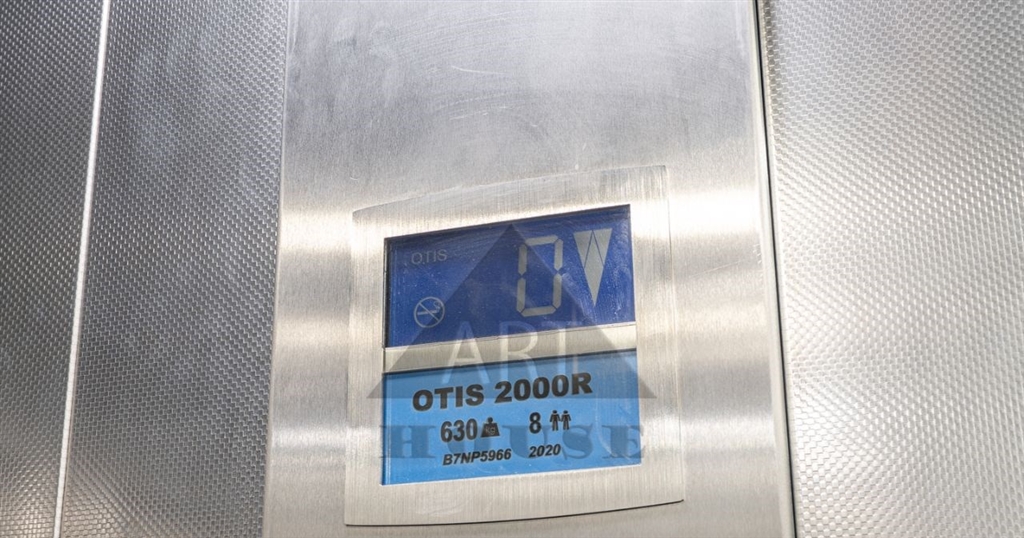 OTIS
0
ART
OTIS 2000R
630 8
HOUSE
B7NP5966 2020